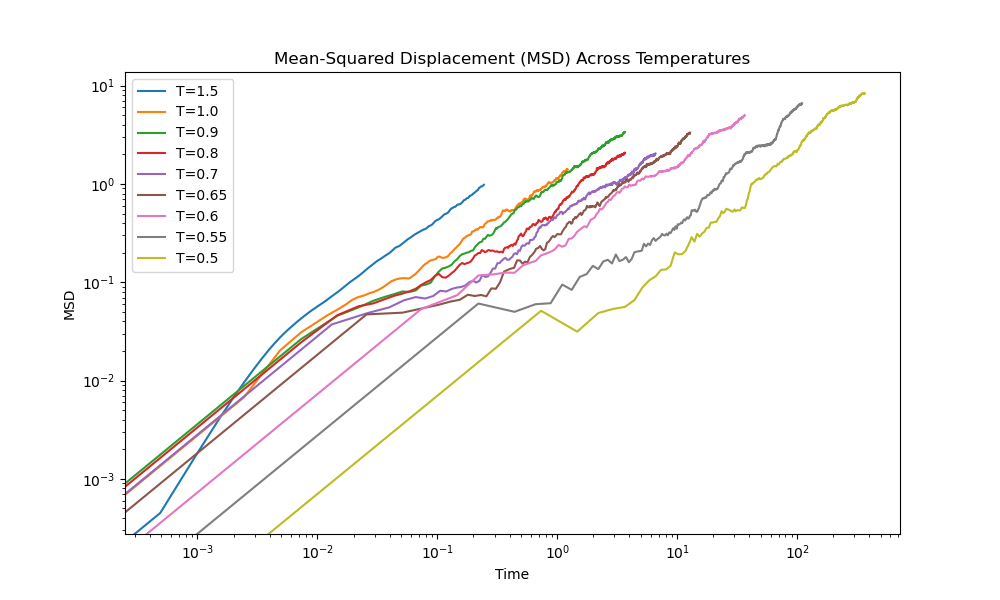 Mean-Squared Displacement (MSD) Across Temperatures
10¹
10⁰
10⁻¹
10⁻²
10⁻³
MSD
T=1.5
T=1.0
T=0.9
T=0.8
T=0.7
T=0.65
T=0.6
T=0.55
T=0.5
10⁻³ 10⁻² 10⁻¹ 10⁰ 10¹ 10²
Time